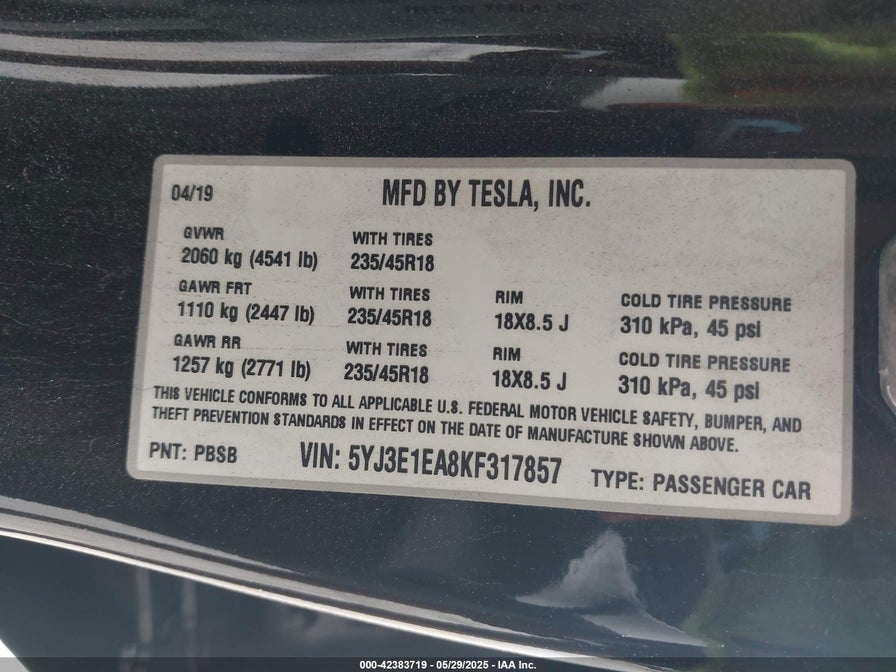 04/19 MFD BY TESLA, INC.
GVWR WITH TIRES
2060 kg (4541 lb) 235/45R18
GAWR FRT WITH TIRES RIM COLD TIRE PRESSURE
1110 kg (2447 lb) 235/45R18 18X8.5 J 310 kPa, 45 psi
GAWR RR WITH TIRES RIM COLD TIRE PRESSURE
1257 kg (2771 lb) 235/45R18 18X8.5 J 310 kPa, 45 psi
THIS VEHICLE CONFORMS TO ALL APPLICABLE U.S. FEDERAL MOTOR VEHICLE SAFETY, BUMPER, AND
THEFT PREVENTION STANDARDS IN EFFECT ON THE DATE OF MANUFACTURE SHOWN ABOVE.
PNT: PBSB VIN: 5YJ3E1EA8KF317857 TYPE: PASSENGER CAR
000-42383719 - 05/29/2025 - IAA Inc.